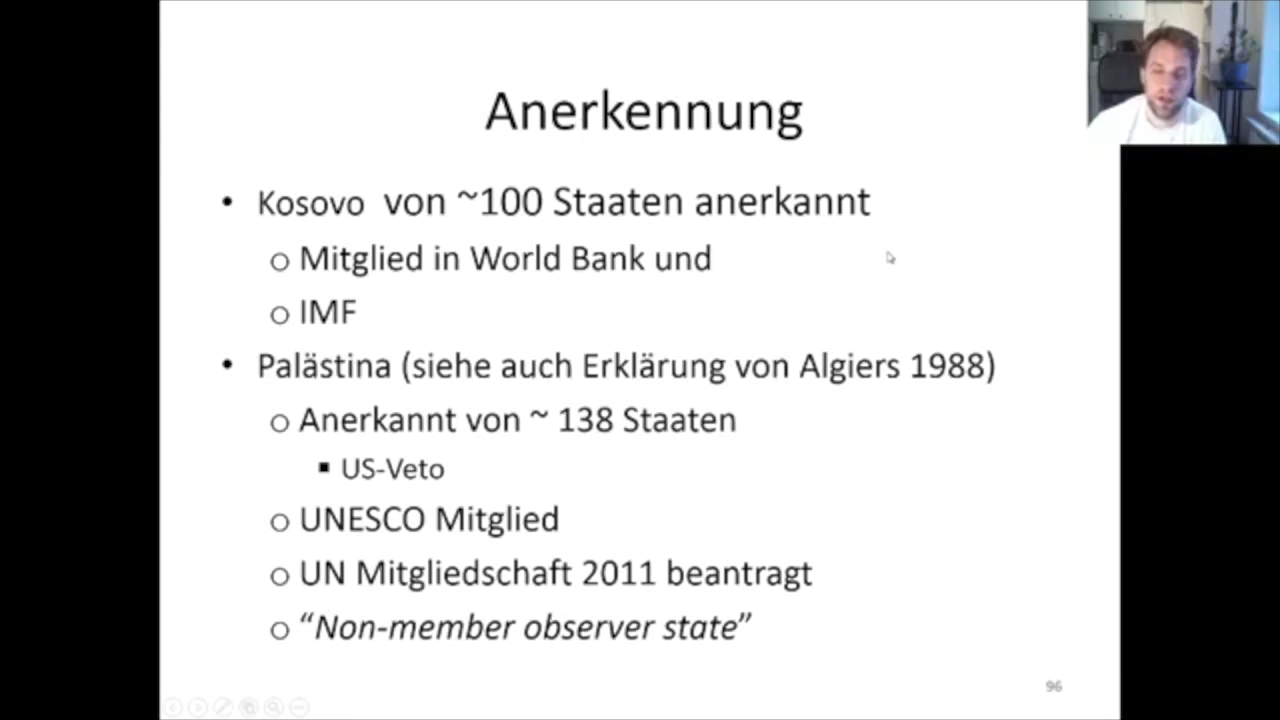 Anerkennung
• Kosovo von ~100 Staaten anerkannt
o Mitglied in World Bank und
o IMF
• Palästina (siehe auch Erklärung von Algiers 1988)
o Anerkannt von ~ 138 Staaten
▪ US-Veto
o UNESCO Mitglied
o UN Mitgliedschaft 2011 beantragt
o “Non-member observer state”
96